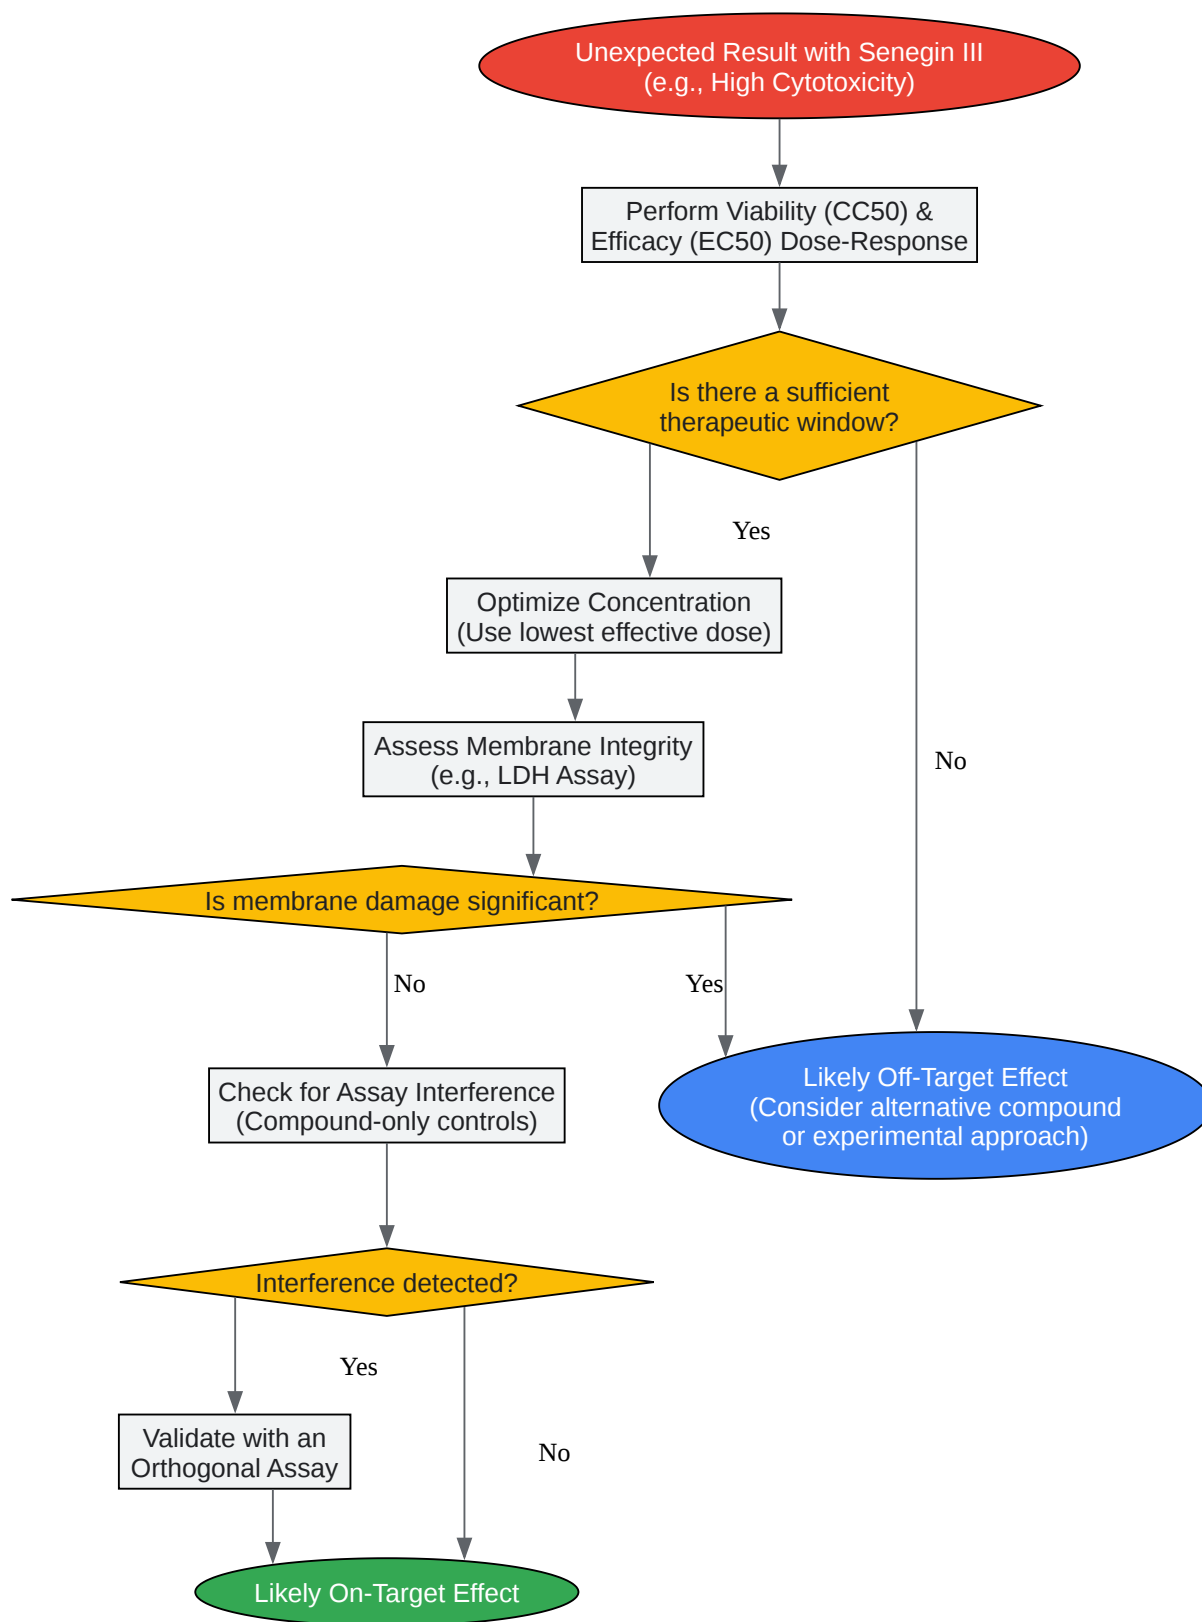 Unexpected Result with Senegin III
(e.g., High Cytotoxicity)
Perform Viability (CC50) &
Efficacy (EC50) Dose-Response
Is there a sufficient
therapeutic window?
Yes
Optimize Concentration
(Use lowest effective dose)
Assess Membrane Integrity
(e.g., LDH Assay)
No
Is membrane damage significant?
No
Yes
Check for Assay Interference
(Compound-only controls)
Likely Off-Target Effect
(Consider alternative compound
or experimental approach)
Interference detected?
Yes
Validate with an
Orthogonal Assay
No
Likely On-Target Effect